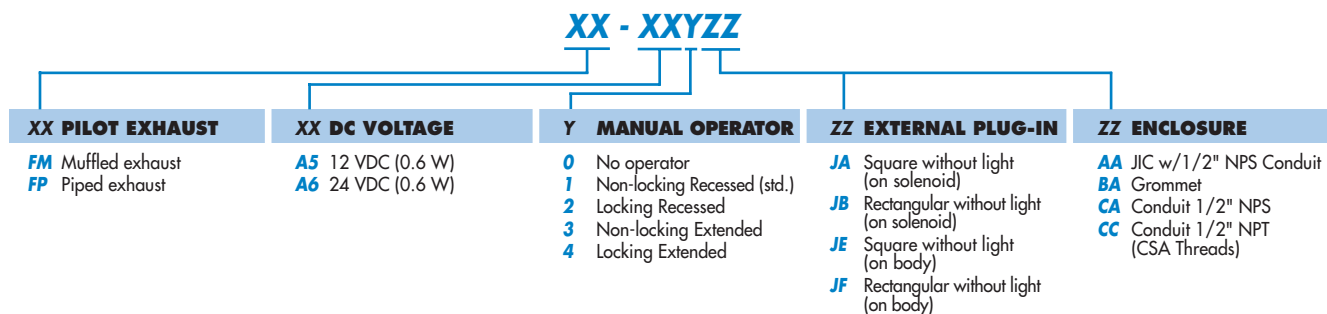 XX - XXYZZ
XX PILOT EXHAUST
FM Muffled exhaust
FP Piped exhaust
XX DC VOLTAGE
A5 12 VDC (0.6 W)
A6 24 VDC (0.6 W)
Y MANUAL OPERATOR
0 No operator
1 Non-locking Recessed (std.)
2 Locking Recessed
3 Non-locking Extended
4 Locking Extended
ZZ EXTERNAL PLUG-IN
JA Square without light
(on solenoid)
JB Rectangular without light
(on solenoid)
JE Square without light
(on body)
JF Rectangular without light
(on body)
ZZ ENCLOSURE
AA JIC w/1/2" NPS Conduit
BA Grommet
CA Conduit 1/2" NPS
CC Conduit 1/2" NPT
(CSA Threads)